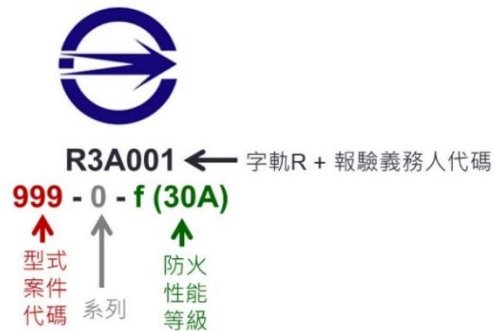 R3A001 字軌R + 報驗義務人代碼
999 - 0 - f (30A)
型式
案件
代碼
系列
防火
性能
等級